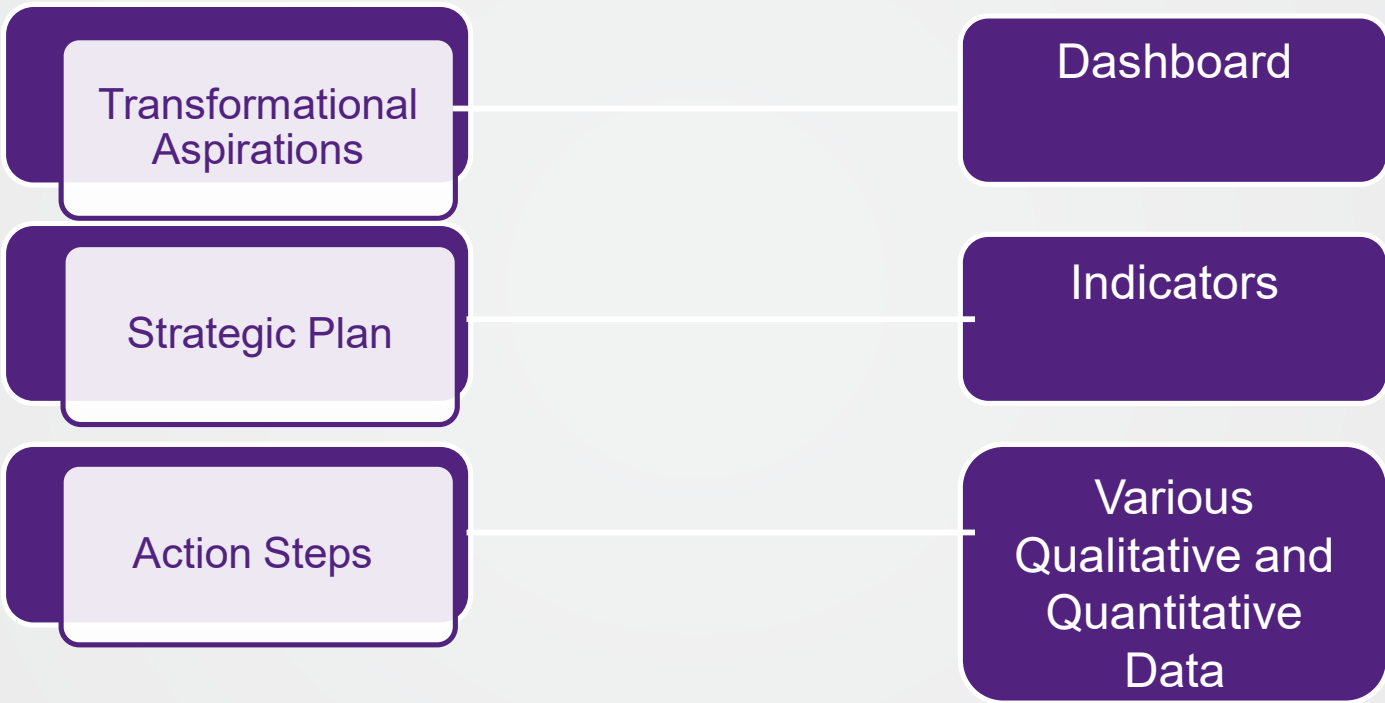 Transformational
Aspirations
Dashboard
Strategic Plan
Indicators
Action Steps
Various
Qualitative and
Quantitative
Data